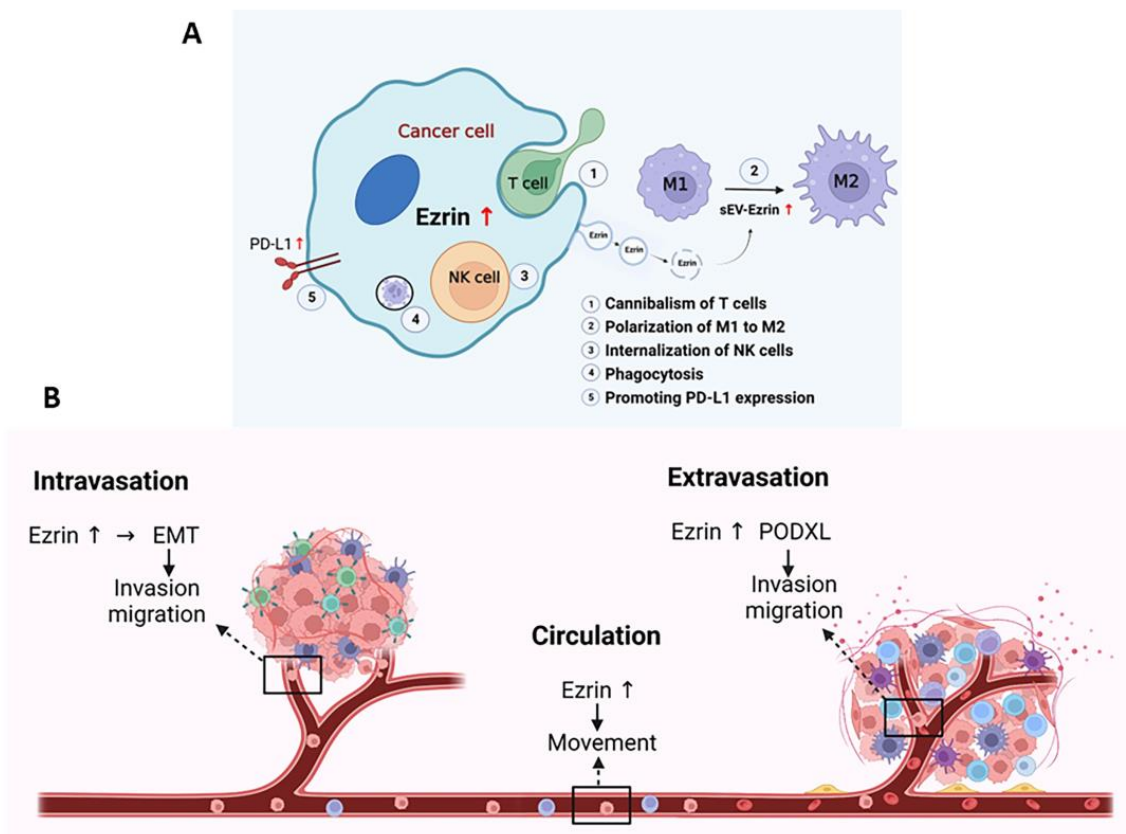 A
Cancer cell
T cell
1
M1
2
M2
sEV-Ezrin ↑
Ezrin ↑
Ezrin
Ezrin
Ezrin
PD-L1 ↑
5
NK cell
3
4
1 Cannibalism of T cells
2 Polarization of M1 to M2
3 Internalization of NK cells
4 Phagocytosis
5 Promoting PD-L1 expression
B
Intravasation
Ezrin ↑ → EMT
Invasion
migration
Circulation
Ezrin ↑
Movement
Extravasation
Ezrin ↑ PODXL
Invasion
migration